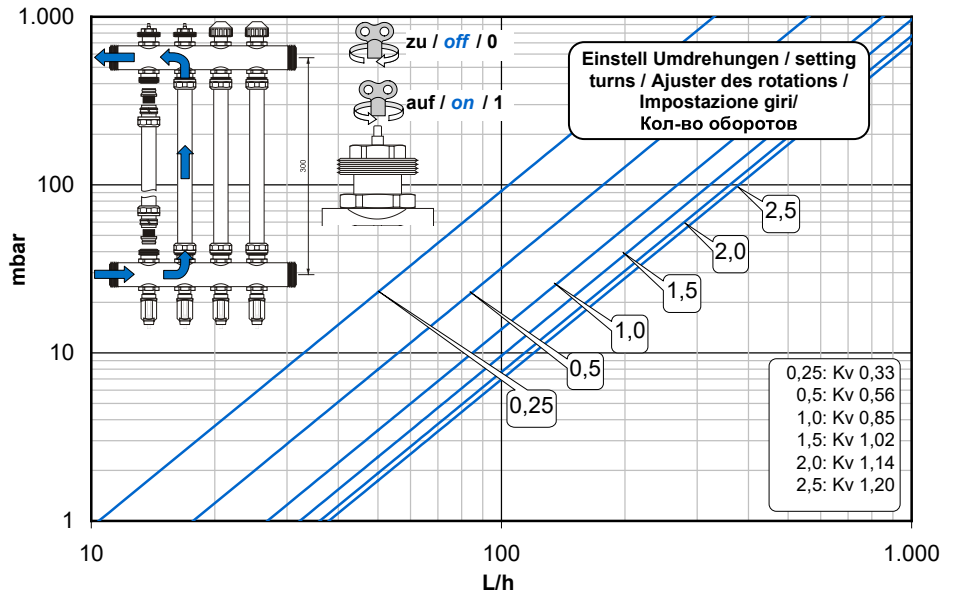 1.000
100
10
1
mbar
10
100
1.000
L/h
300
zu / off / 0
auf / on / 1
Einstell Umdrehungen / setting
turns / Ajuster des rotations /
Impostazione giri/
Кол-во оборотов
2,5
2,0
1,5
1,0
0,5
0,25
0,25: Kv 0,33
0,5: Kv 0,56
1,0: Kv 0,85
1,5: Kv 1,02
2,0: Kv 1,14
2,5: Kv 1,20